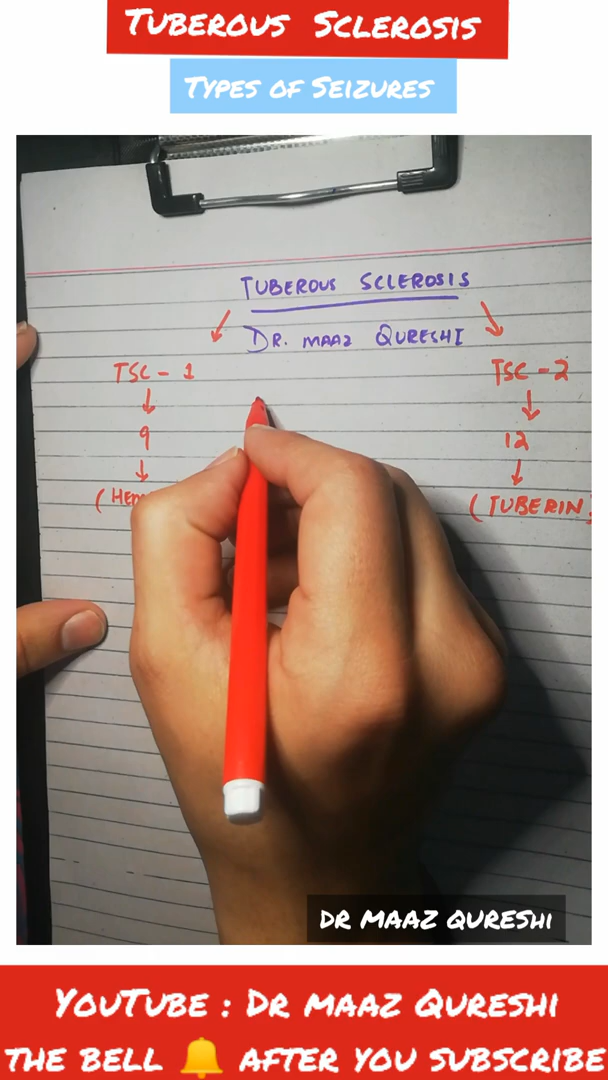 TUBEROUS SCLEROSIS
TYPES OF SEIZURES
TUBEROUS SCLEROSIS
DR. MAAZ QURESHI
TSC - 1
TSC - 2
9
12
(TUBERIN
DR MAAZ QURESHI
YOUTUBE : DR MAAZ QURESHI
THE BELL 🔔 AFTER YOU SUBSCRIBE